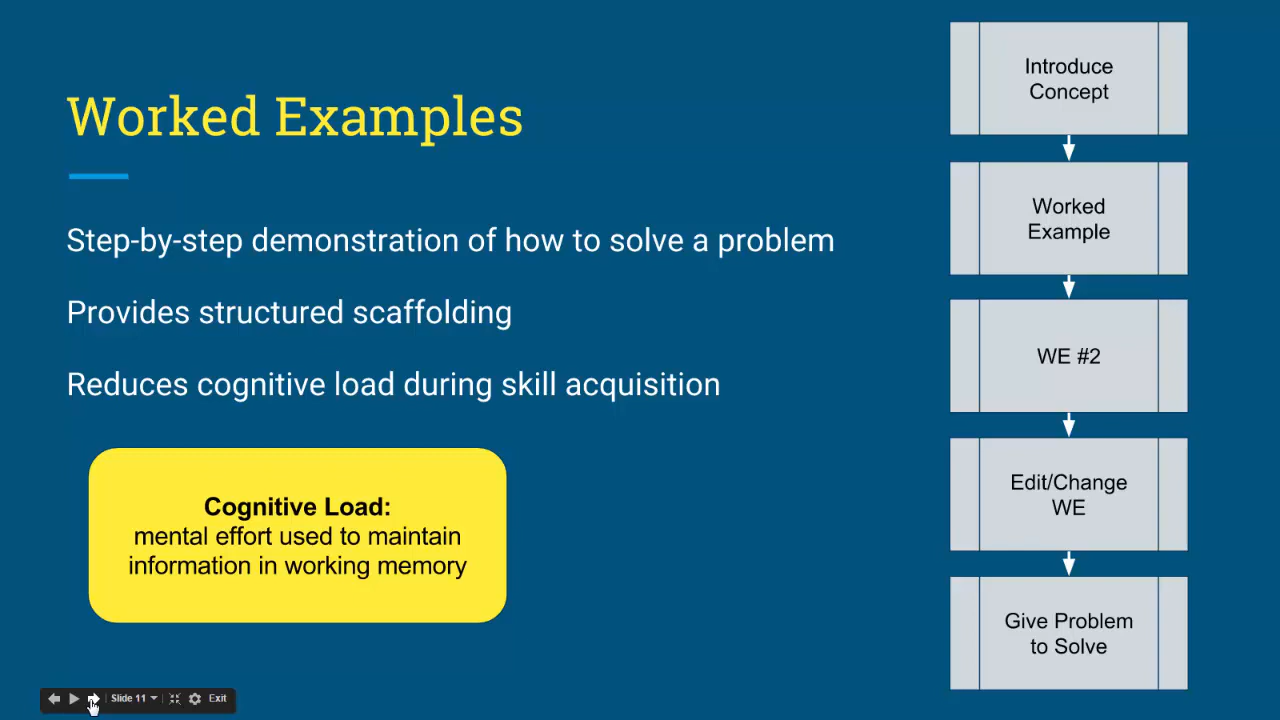 Worked Examples
Step-by-step demonstration of how to solve a problem
Provides structured scaffolding
Reduces cognitive load during skill acquisition
Cognitive Load:
mental effort used to maintain
information in working memory
Introduce
Concept
Worked
Example
WE #2
Edit/Change
WE
Give Problem
to Solve
Slide 11
Exit